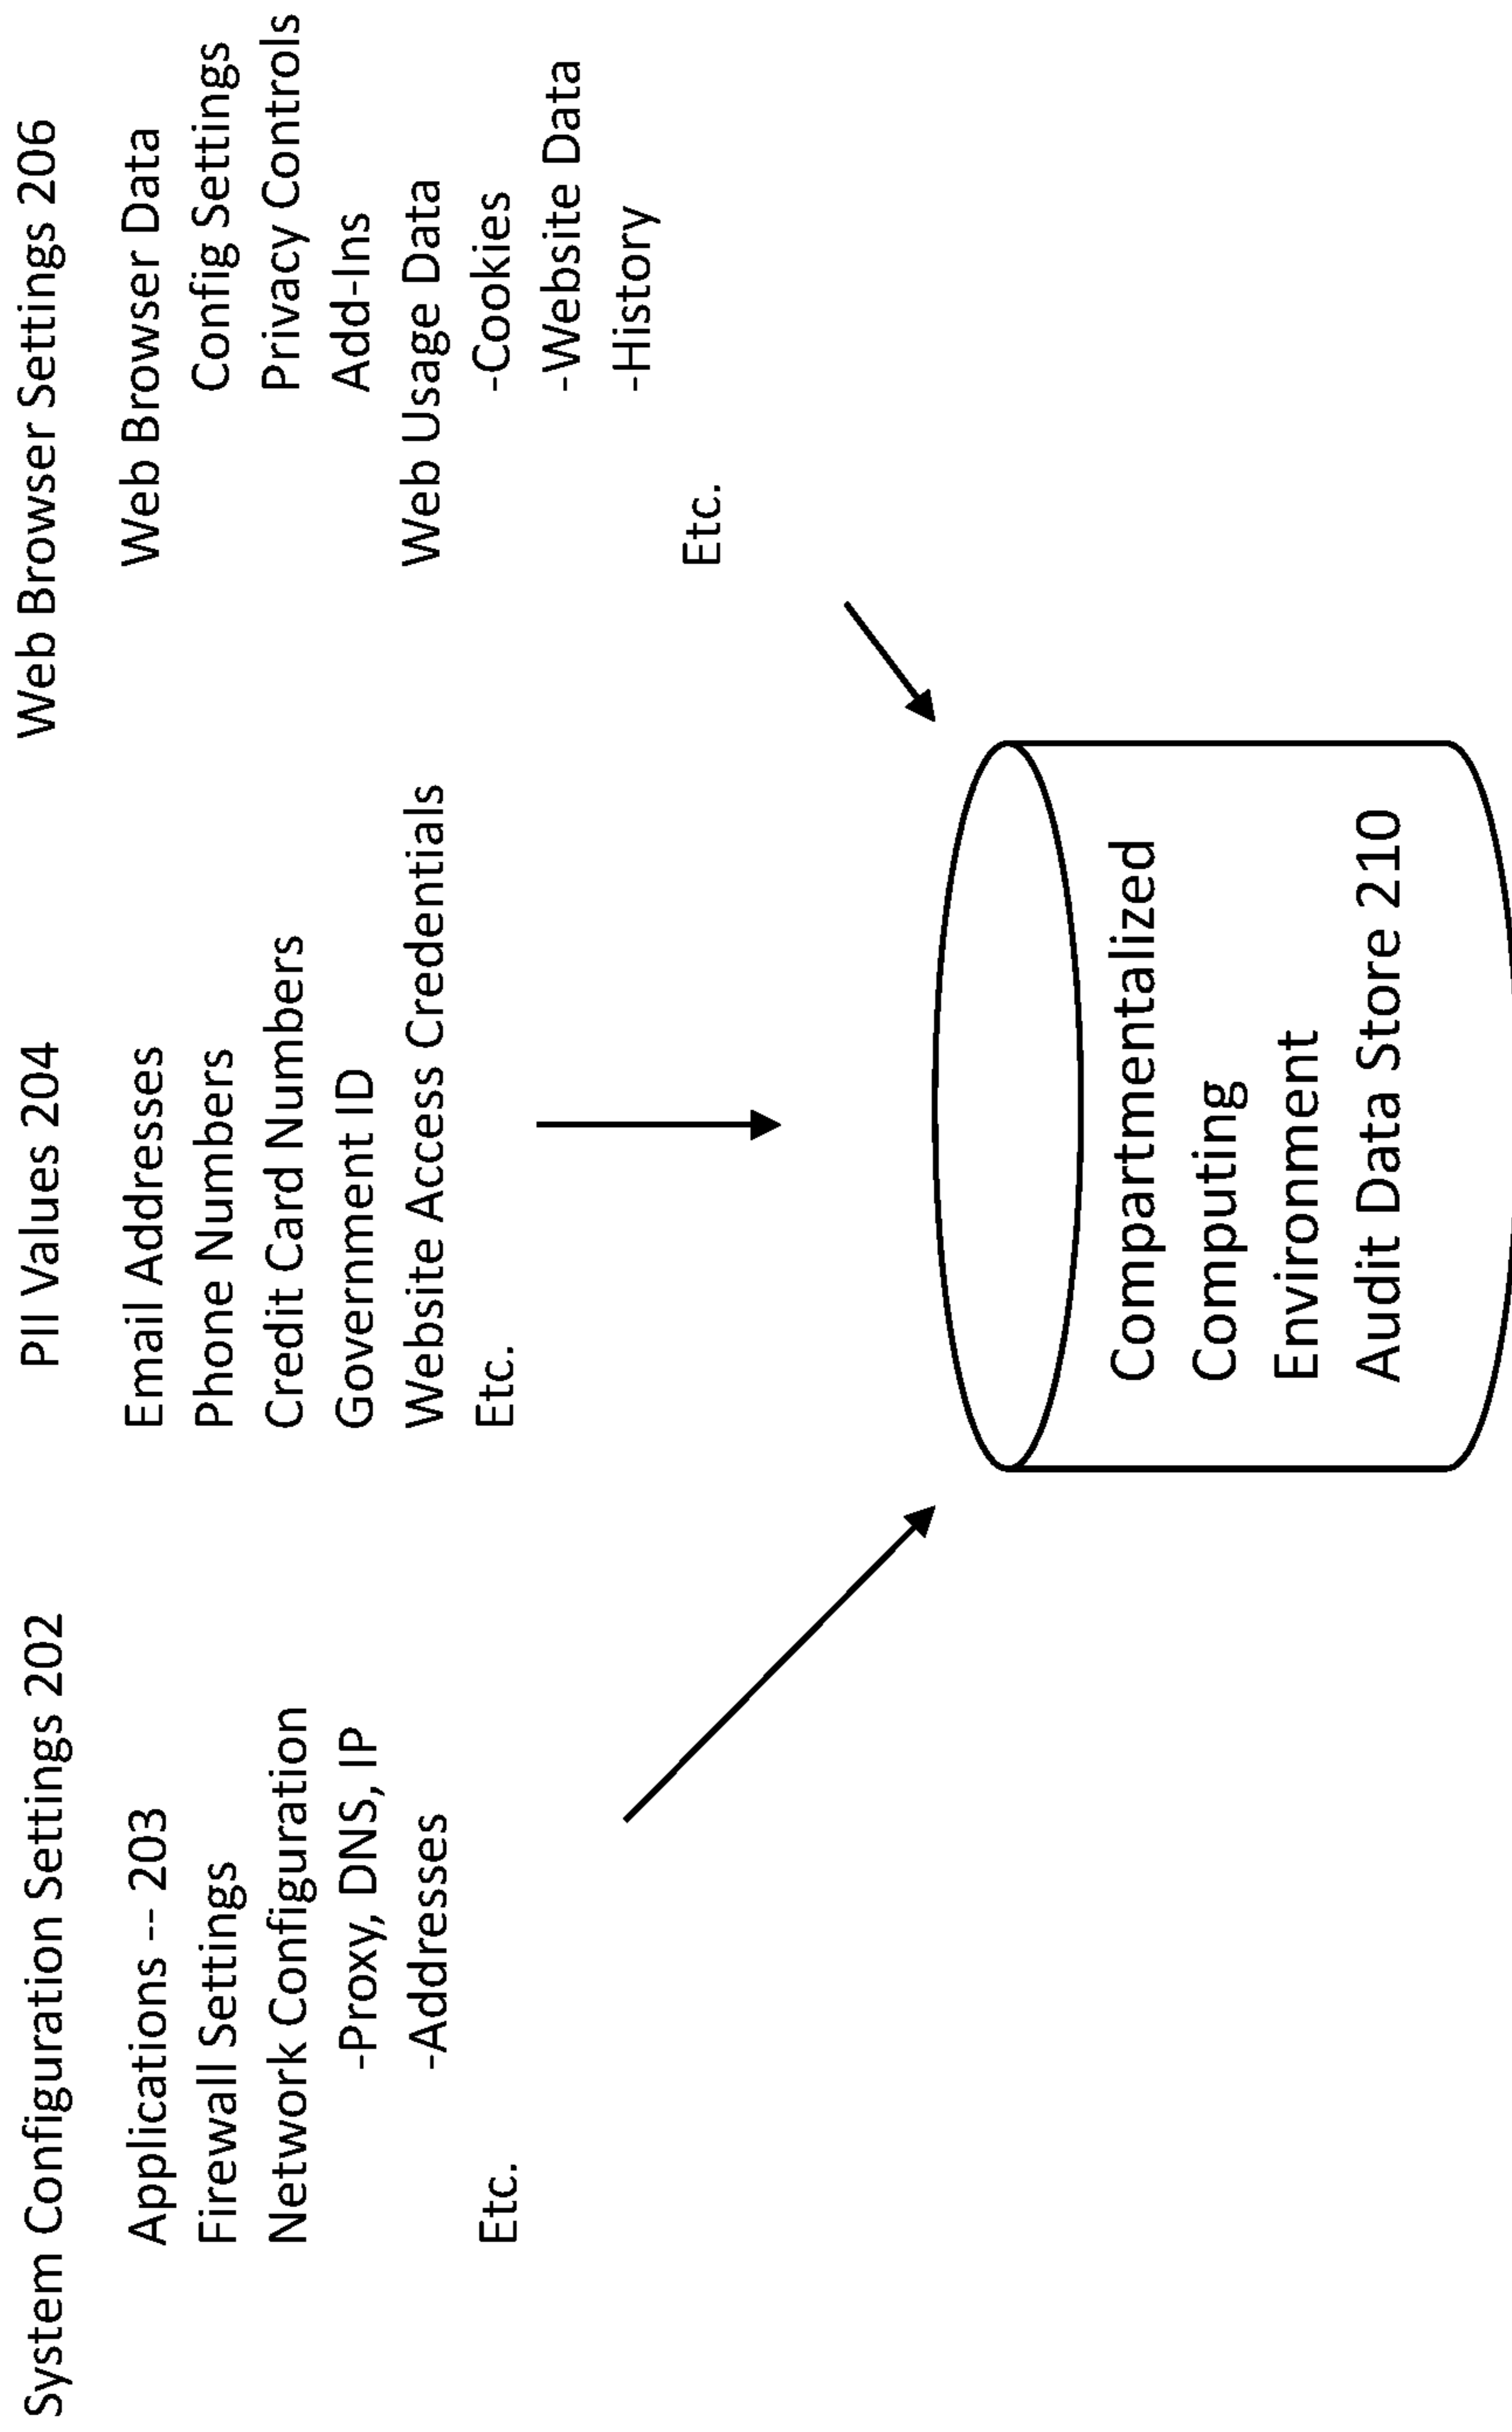 System Configuration Settings 202
Applications -- 203
Firewall Settings
Network Configuration
-Proxy, DNS, IP
-Addresses
Etc.
PII Values 204
Email Addresses
Phone Numbers
Credit Card Numbers
Government ID
Website Access Credentials
Etc.
Web Browser Settings 206
Web Browser Data
Config Settings
Privacy Controls
Add-Ins
Web Usage Data
-Cookies
-Website Data
-History
Etc.
Compartmentalized
Computing
Environment
Audit Data Store 210